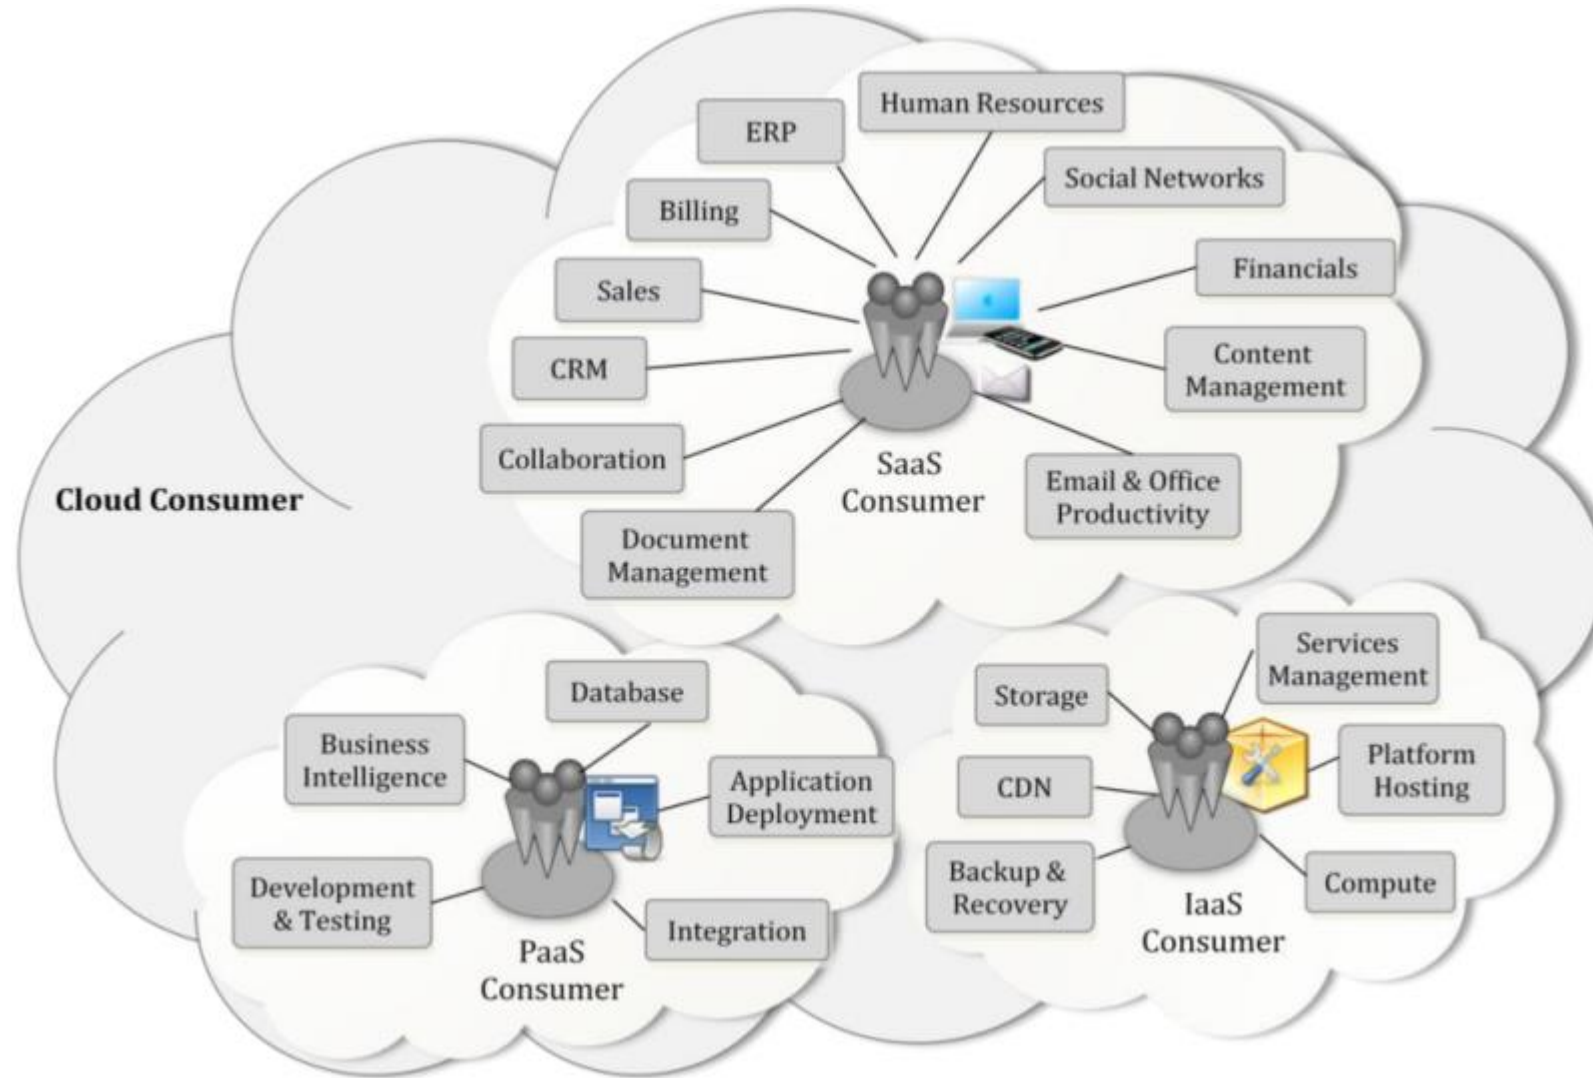 Human Resources
ERP
Social Networks
Billing
Financials
Sales
Content
Management
CRM
Collaboration
SaaS
Consumer
Email & Office
Productivity
Cloud Consumer
Document
Management
Services
Management
Database
Storage
Business
Intelligence
Platform
Hosting
Application
Deployment
CDN
Development
& Testing
Backup &
Recovery
Compute
Integration
IaaS
Consumer
PaaS
Consumer